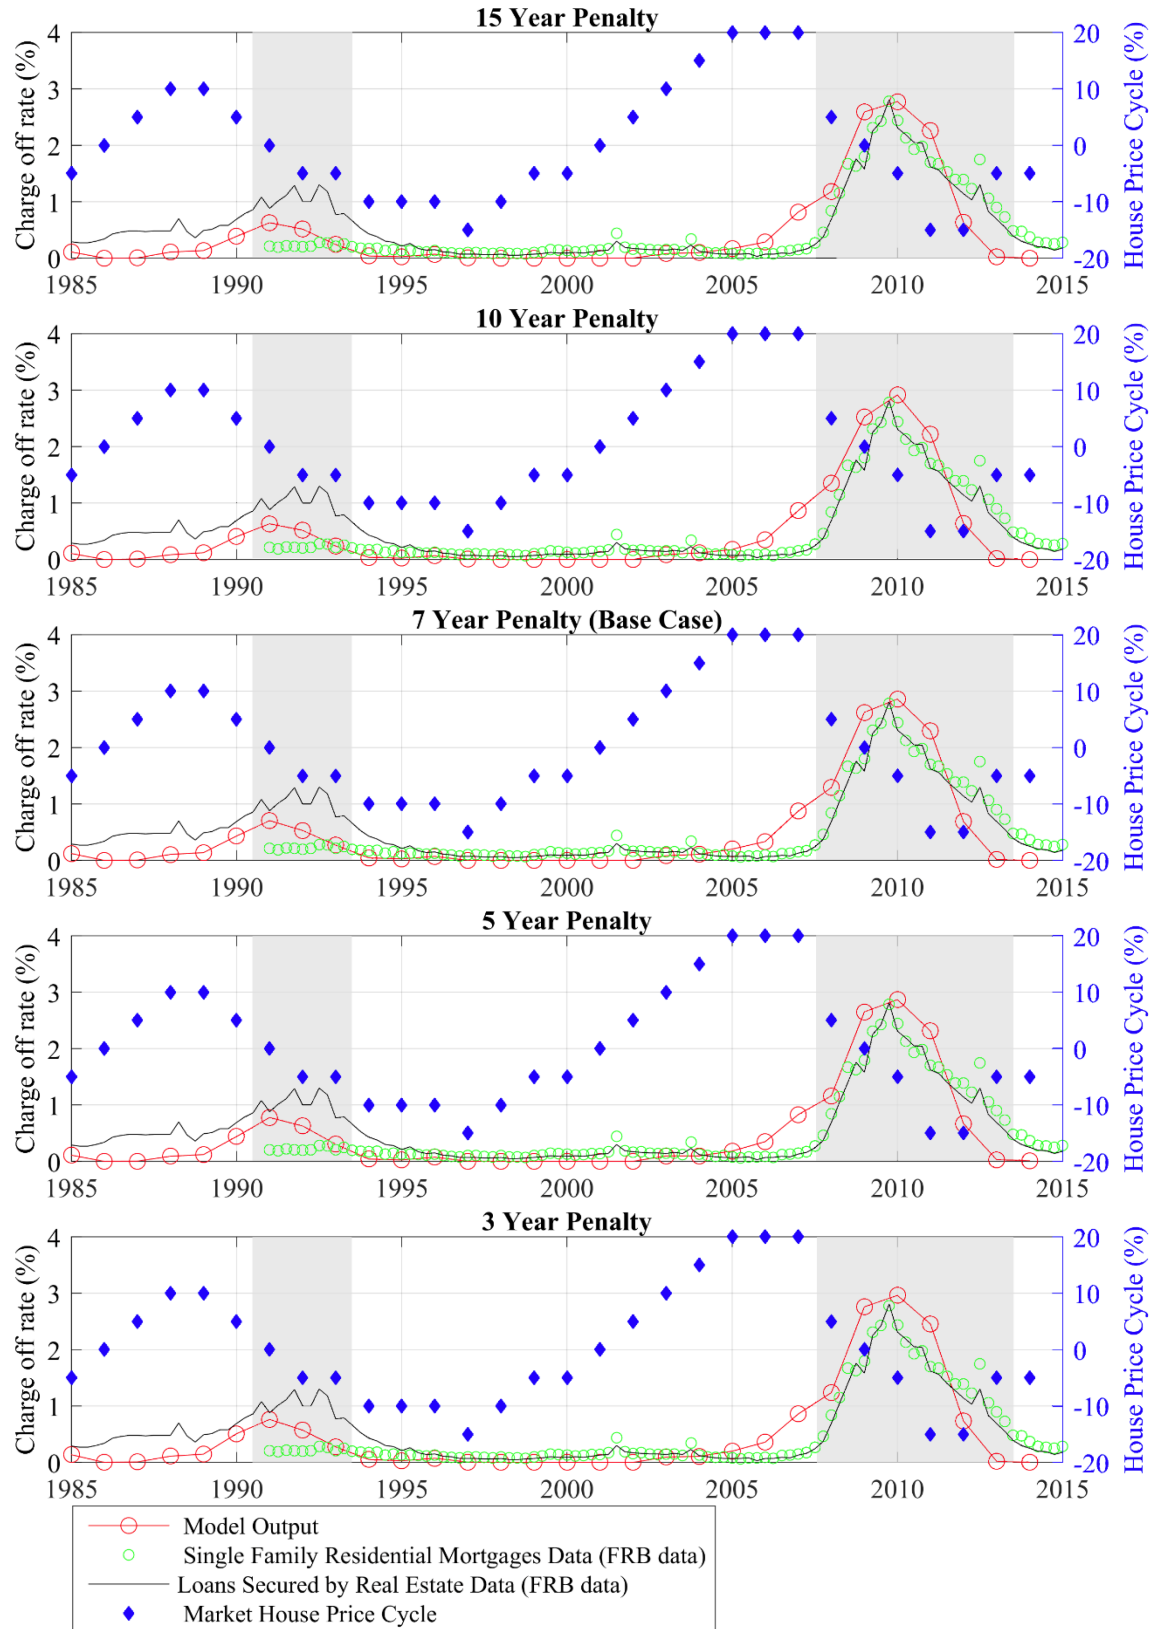 15 Year Penalty
Charge off rate (%)
4
3
2
1
0
20
10
0
-10
-20
House Price Cycle (%)
1985 1990 1995 2000 2005 2010 2015
10 Year Penalty
Charge off rate (%)
4
3
2
1
0
20
10
0
-10
-20
House Price Cycle (%)
1985 1990 1995 2000 2005 2010 2015
7 Year Penalty (Base Case)
Charge off rate (%)
4
3
2
1
0
20
10
0
-10
-20
House Price Cycle (%)
1985 1990 1995 2000 2005 2010 2015
5 Year Penalty
Charge off rate (%)
4
3
2
1
0
20
10
0
-10
-20
House Price Cycle (%)
1985 1990 1995 2000 2005 2010 2015
3 Year Penalty
Charge off rate (%)
4
3
2
1
0
20
10
0
-10
-20
House Price Cycle (%)
1985 1990 1995 2000 2005 2010 2015
Model Output
Single Family Residential Mortgages Data (FRB data)
Loans Secured by Real Estate Data (FRB data)
Market House Price Cycle